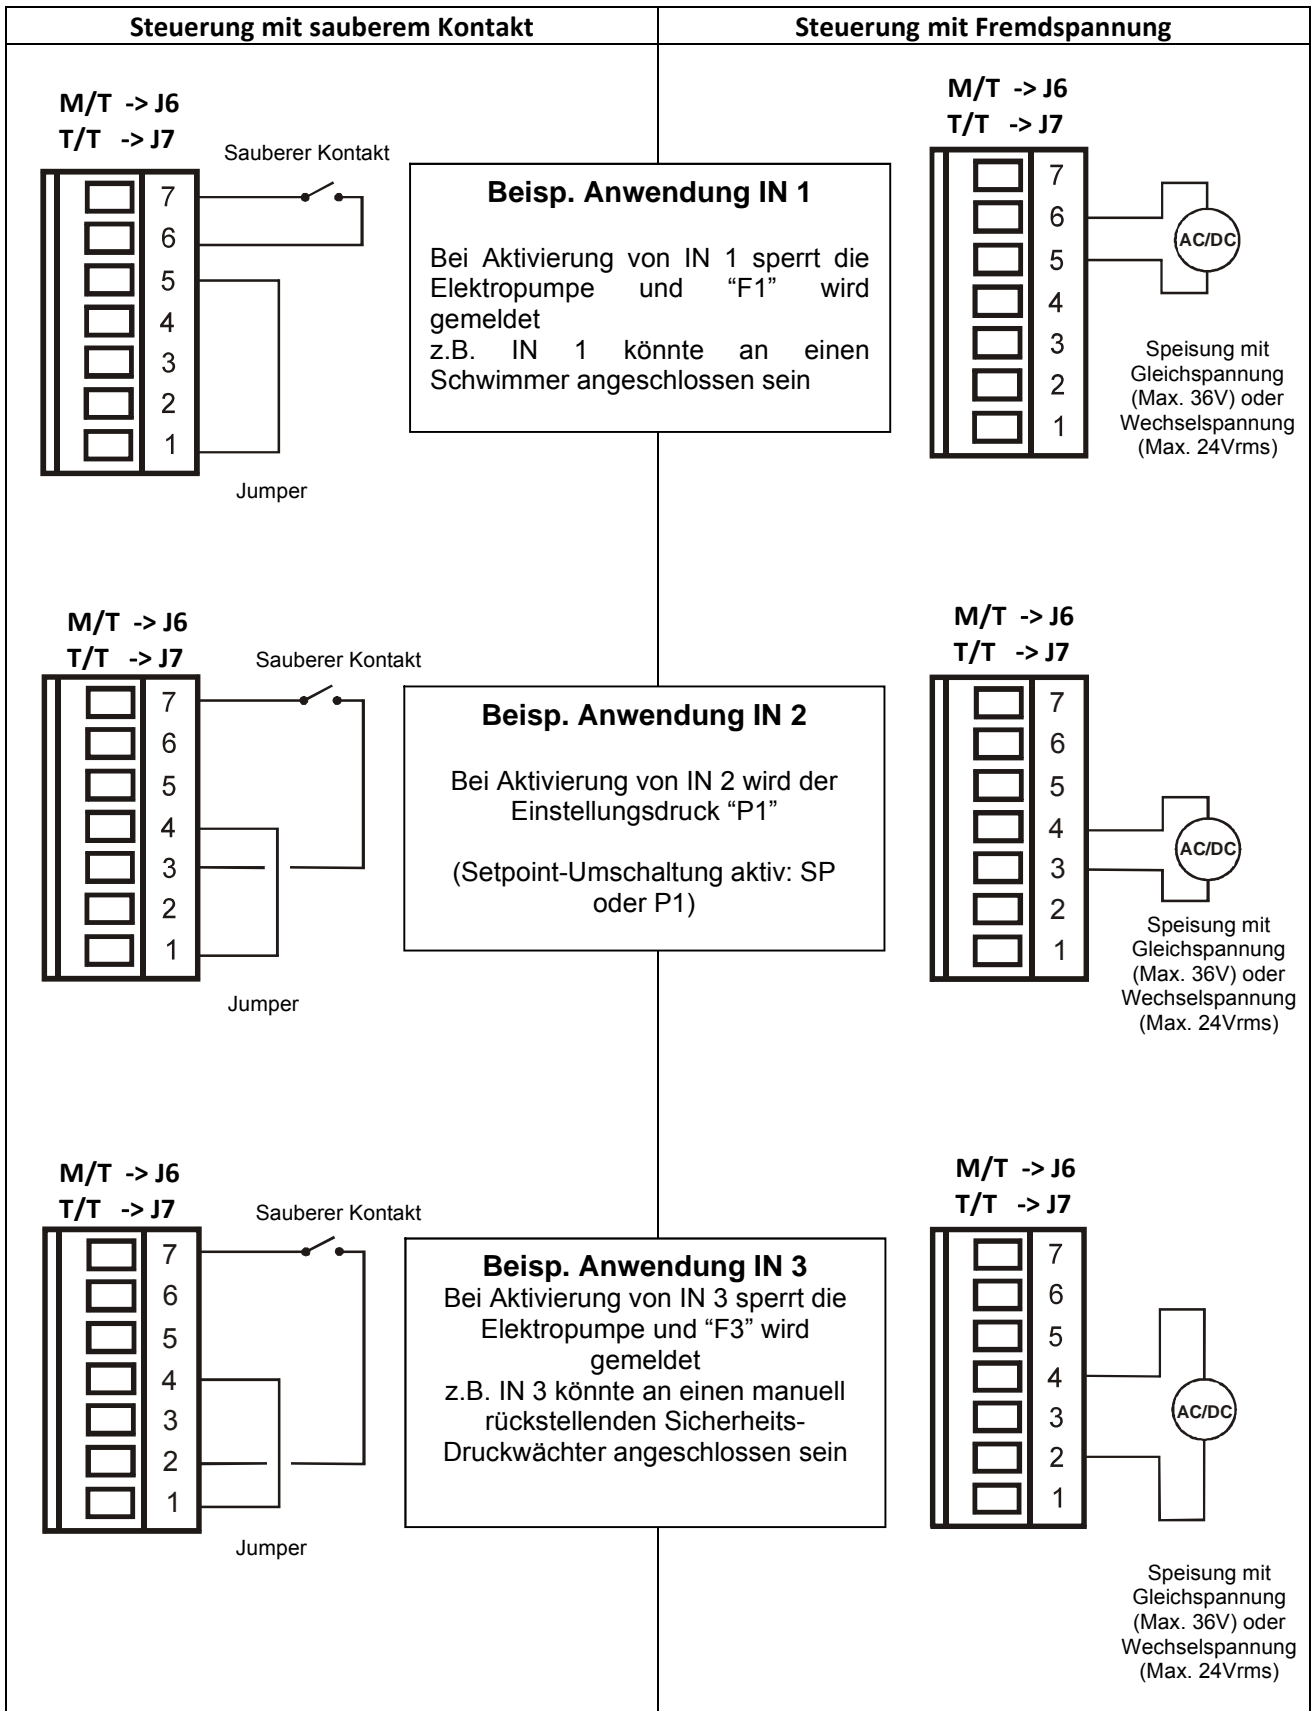 Steuerung mit sauberem Kontakt
Steuerung mit Fremdspannung
M/T -> J6
T/T -> J7
Sauberer Kontakt
7
6
5
4
3
2
1
Jumper
Beisp. Anwendung IN 1
Bei Aktivierung von IN 1 sperrt die
Elektropumpe und “F1” wird
gemeldet
z.B. IN 1 könnte an einen
Schwimmer angeschlossen sein
M/T -> J6
T/T -> J7
7
6
5
4
3
2
1
AC/DC
Speisung mit
Gleichspannung
(Max. 36V) oder
Wechselspannung
(Max. 24Vrms)
M/T -> J6
T/T -> J7
Sauberer Kontakt
7
6
5
4
3
2
1
Jumper
Beisp. Anwendung IN 2
Bei Aktivierung von IN 2 wird der
Einstellungsdruck “P1”
(Setpoint-Umschaltung aktiv: SP
oder P1)
M/T -> J6
T/T -> J7
7
6
5
4
3
2
1
AC/DC
Speisung mit
Gleichspannung
(Max. 36V) oder
Wechselspannung
(Max. 24Vrms)
M/T -> J6
T/T -> J7
Sauberer Kontakt
7
6
5
4
3
2
1
Jumper
Beisp. Anwendung IN 3
Bei Aktivierung von IN 3 sperrt die
Elektropumpe und “F3” wird
gemeldet
z.B. IN 3 könnte an einen manuell
rückstellenden Sicherheits-
Druckwächter angeschlossen sein
M/T -> J6
T/T -> J7
7
6
5
4
3
2
1
AC/DC
Speisung mit
Gleichspannung
(Max. 36V) oder
Wechselspannung
(Max. 24Vrms)